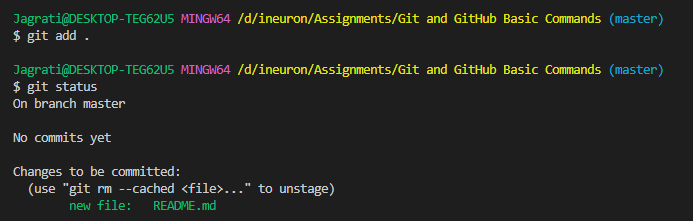 Jagrati@DESKTOP-TEG62U5 MINGW64 /d/ineuron/Assignments/Git and GitHub Basic Commands (master)
$ git add .
Jagrati@DESKTOP-TEG62U5 MINGW64 /d/ineuron/Assignments/Git and GitHub Basic Commands (master)
$ git status
On branch master
No commits yet
Changes to be committed:
  (use "git rm --cached <file>..." to unstage)
        new file:   README.md